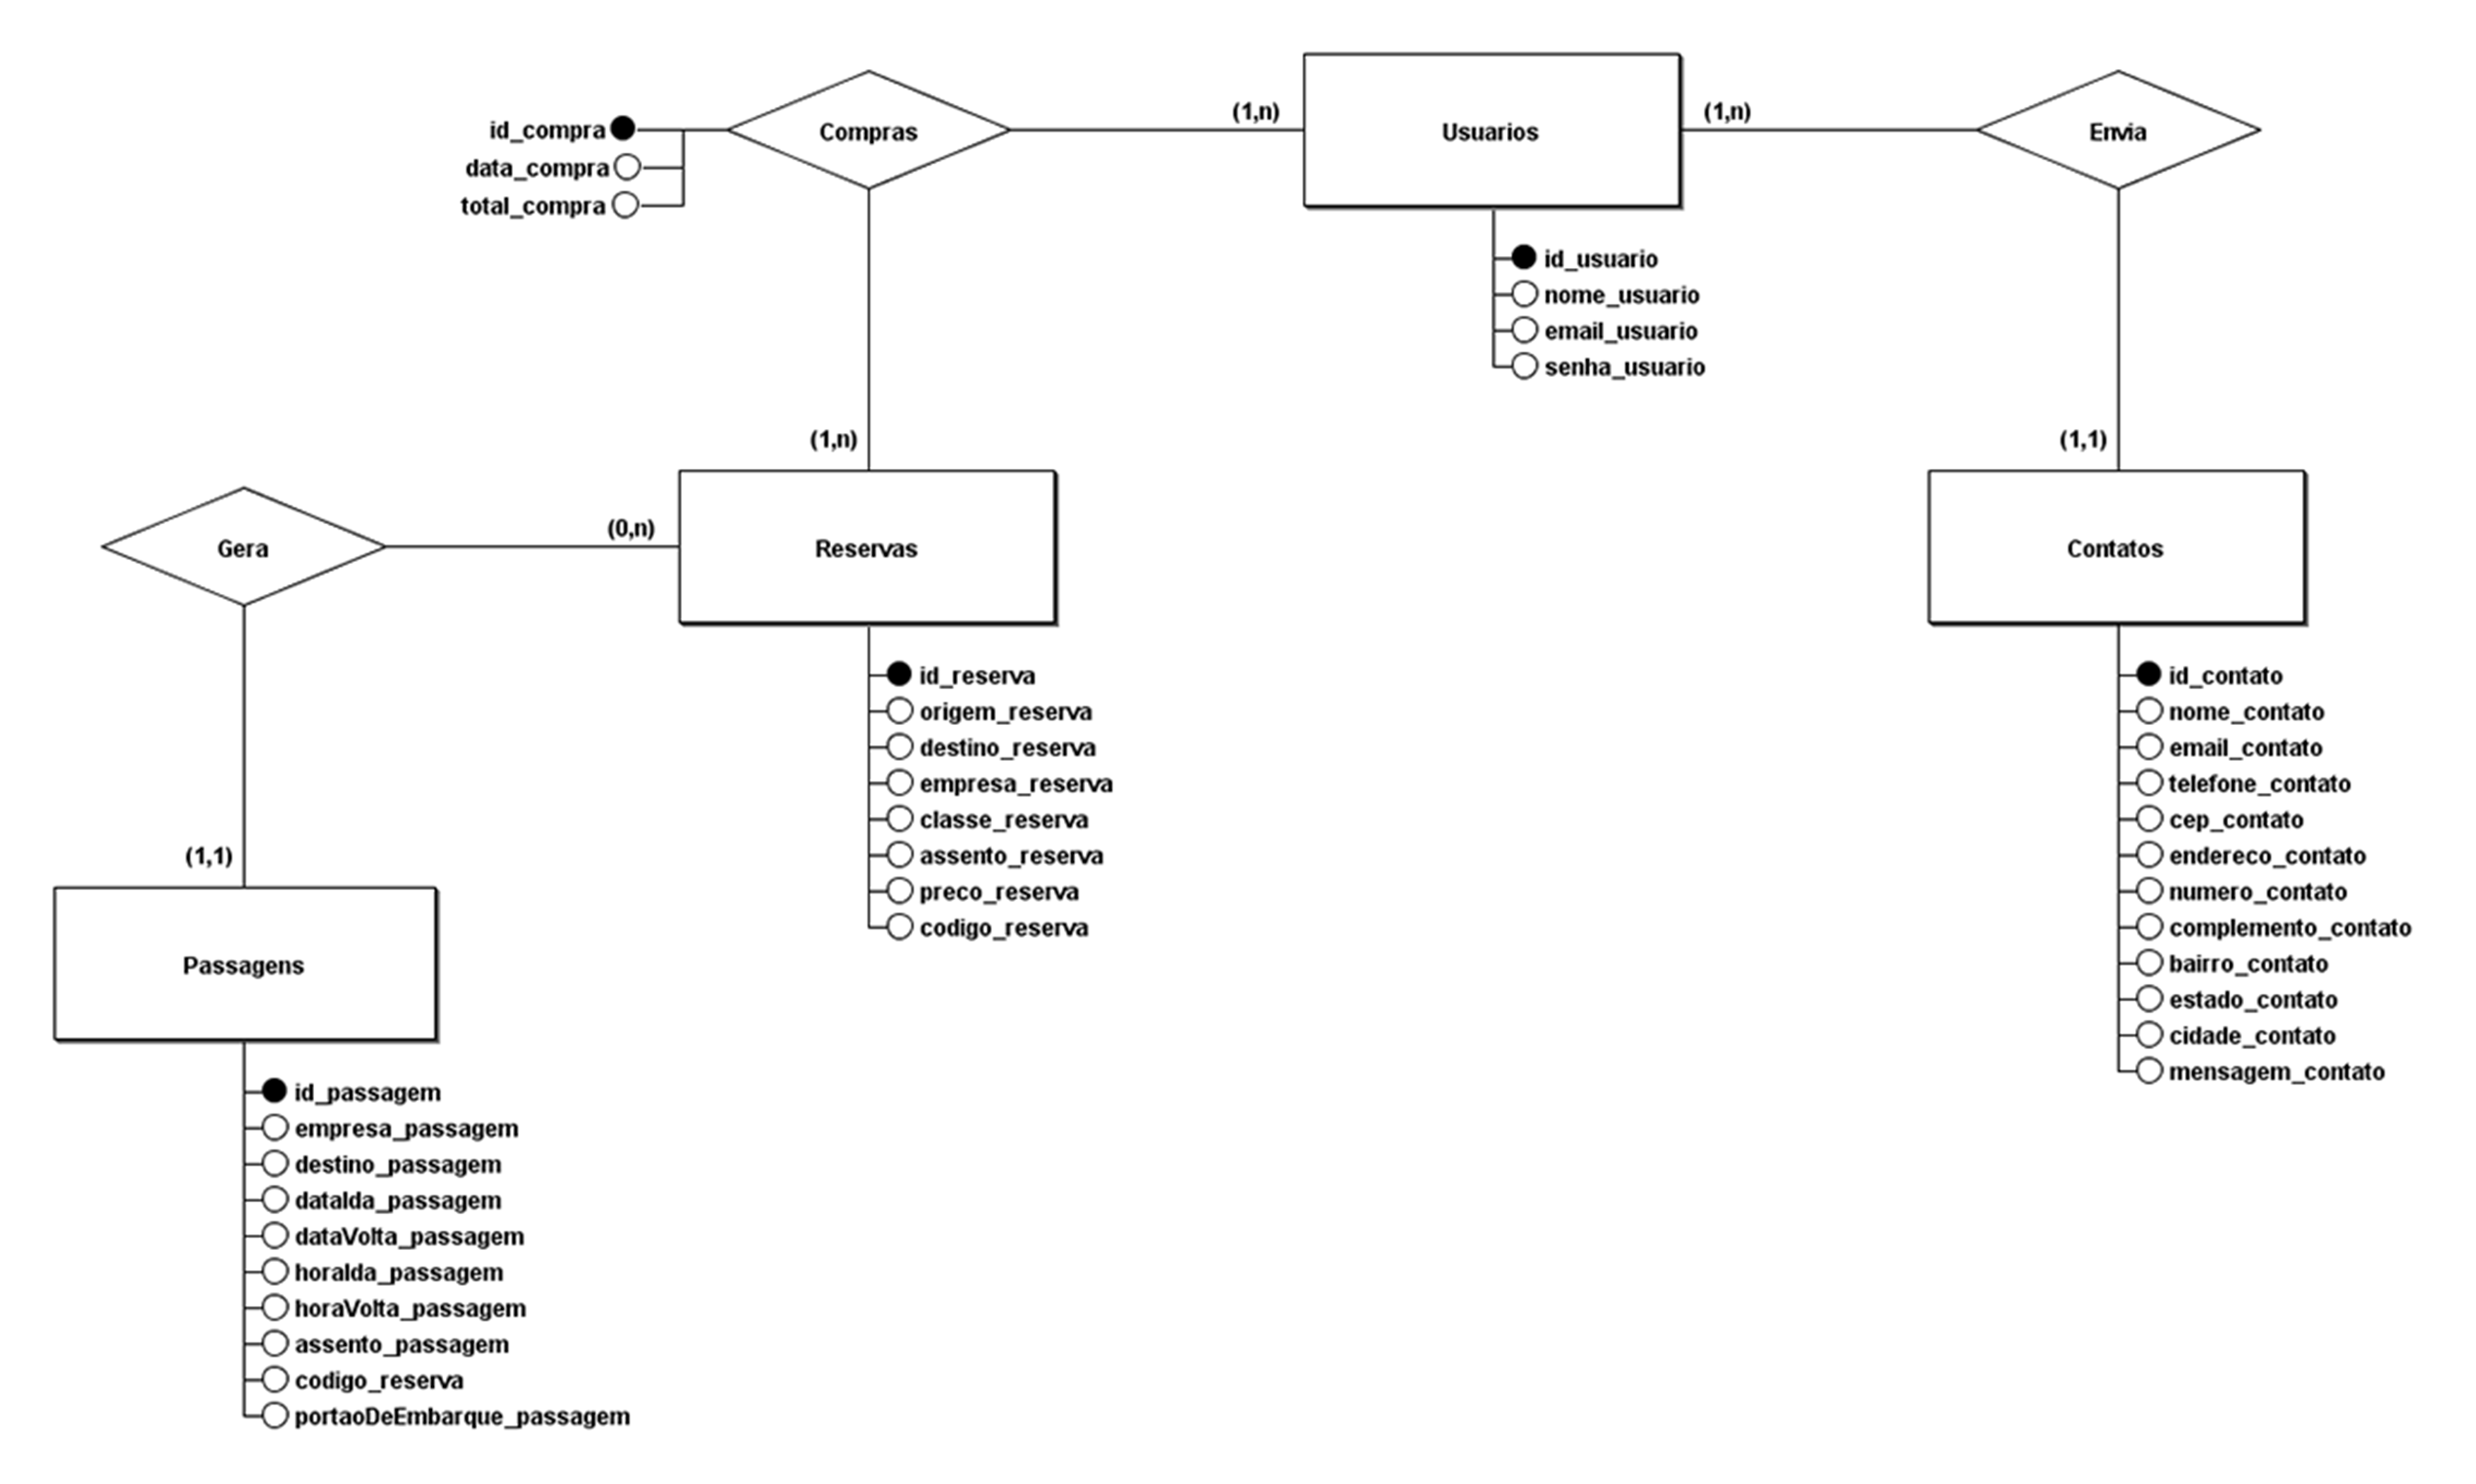 Compras
id_compra
data_compra
total_compra
(1,n)
Usuarios
(1,n)
Envia
id_usuario
nome_usuario
email_usuario
senha_usuario
(1,n)
(1,1)
Gera
(0,n)
Reservas
Contatos
id_reserva
origem_reserva
destino_reserva
empresa_reserva
classe_reserva
assento_reserva
preco_reserva
codigo_reserva
id_contato
nome_contato
email_contato
telefone_contato
cep_contato
endereco_contato
numero_contato
complemento_contato
bairro_contato
estado_contato
cidade_contato
mensagem_contato
(1,1)
Passagens
id_passagem
empresa_passagem
destino_passagem
dataIda_passagem
dataVolta_passagem
horaIda_passagem
horaVolta_passagem
assento_passagem
codigo_reserva
portaoDeEmbarque_passagem